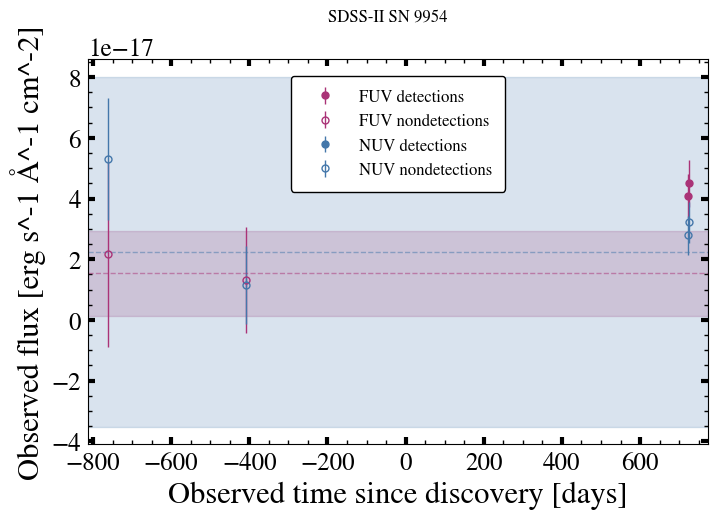 SDSS-II SN 9954
1e−17
8
6
4
2
0
−2
−4
Observed flux [erg s^-1 Å^-1 cm^-2]
FUV detections
FUV nondetections
NUV detections
NUV nondetections
−800 −600 −400 −200 0 200 400 600
Observed time since discovery [days]